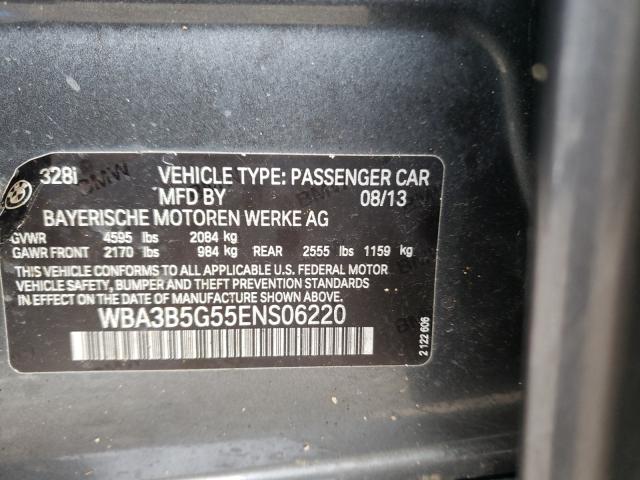 328i VEHICLE TYPE: PASSENGER CAR
MFD BY 08/13
BAYERISCHE MOTOREN WERKE AG
GVWR 4595 lbs 2084 kg
GAWR FRONT 2170 lbs 984 kg REAR 2555 lbs 1159 kg
THIS VEHICLE CONFORMS TO ALL APPLICABLE U.S. FEDERAL MOTOR
VEHICLE SAFETY, BUMPER AND THEFT PREVENTION STANDARDS
IN EFFECT ON THE DATE OF MANUFACTURE SHOWN ABOVE.
WBA3B5G55ENS06220
2 122 606
BMW